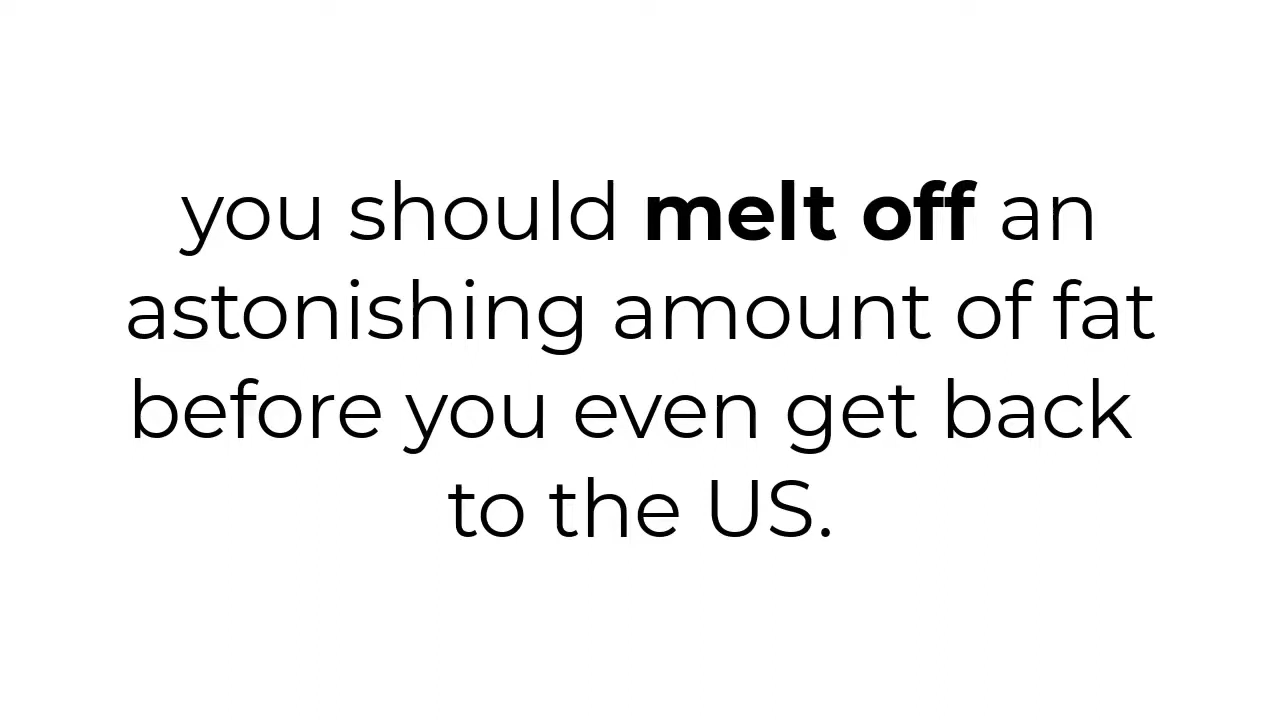 you should melt off an
astonishing amount of fat
before you even get back
to the US.